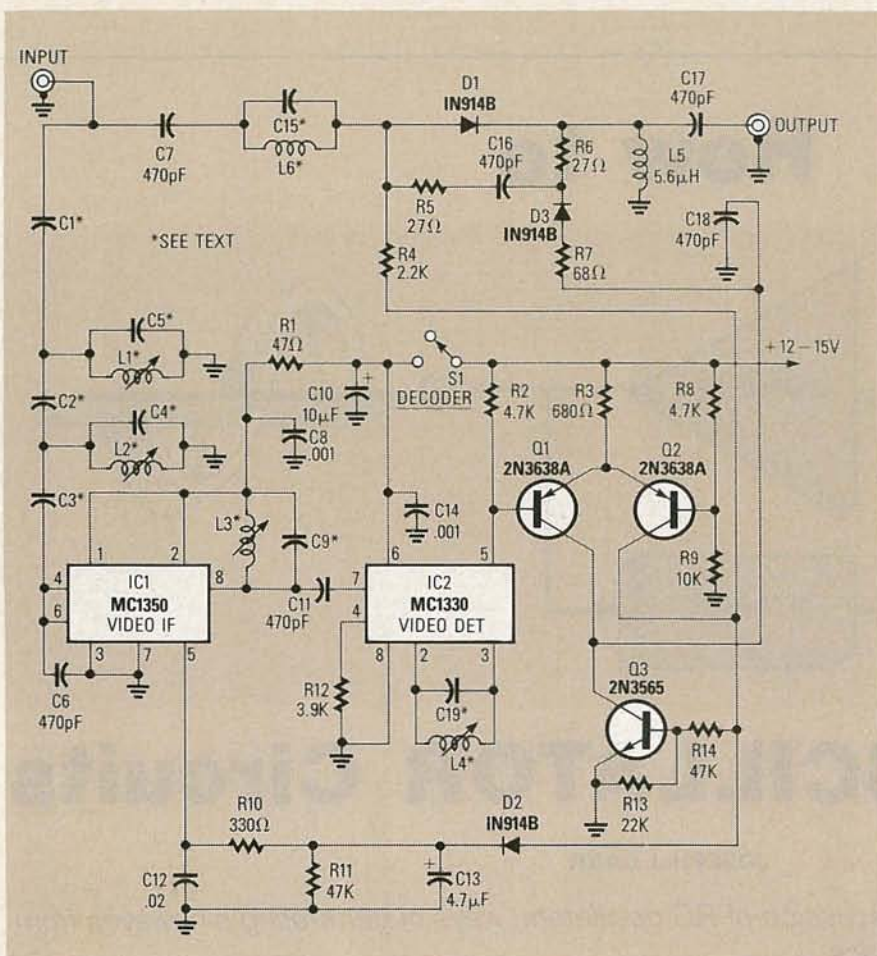 INPUT
C7
470pF
C15*
L6*
D1
IN914B
C17
470pF
OUTPUT
C16
470pF
R6
27Ω
L5
5.6µH
R5
27Ω
D3
IN914B
C18
470pF
C1*
*SEE TEXT
R4
2.2K
R7
68Ω
C5*
L1*
R1
47Ω
S1
DECODER
+12–15V
C10
10µF
C8
.001
R2
4.7K
R3
680Ω
R8
4.7K
C2*
C4*
L2*
Q1
2N3638A
Q2
2N3638A
C3*
L3*
C9*
C14
.001
R9
10K
1
2
6
5
4
6
IC1
MC1350
VIDEO IF
8
C11
470pF
7
4
IC2
MC1330
VIDEO DET
3
7
5
8
2
3
C6
470pF
R12
3.9K
C19*
L4*
Q3
2N3565
R14
47K
R13
22K
R10
330Ω
D2
IN914B
C12
.02
R11
47K
C13
4.7µF